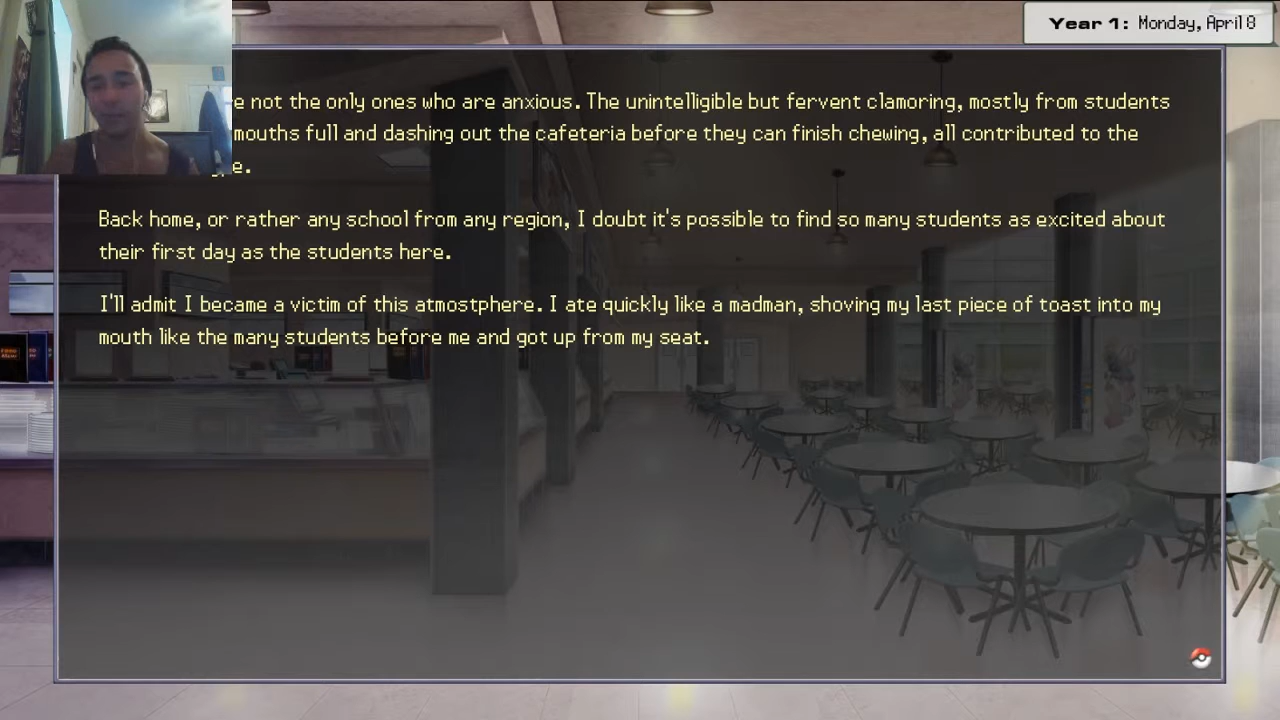 Year 1: Monday, April 8
not the only ones who are anxious. The unintelligible but fervent clamoring, mostly from students
mouths full and dashing out the cafeteria before they can finish chewing, all contributed to the
Back home, or rather any school from any region, I doubt it's possible to find so many students as excited about
their first day as the students here.
I'll admit I became a victim of this atmostphere. I ate quickly like a madman, shoving my last piece of toast into my
mouth like the many students before me and got up from my seat.